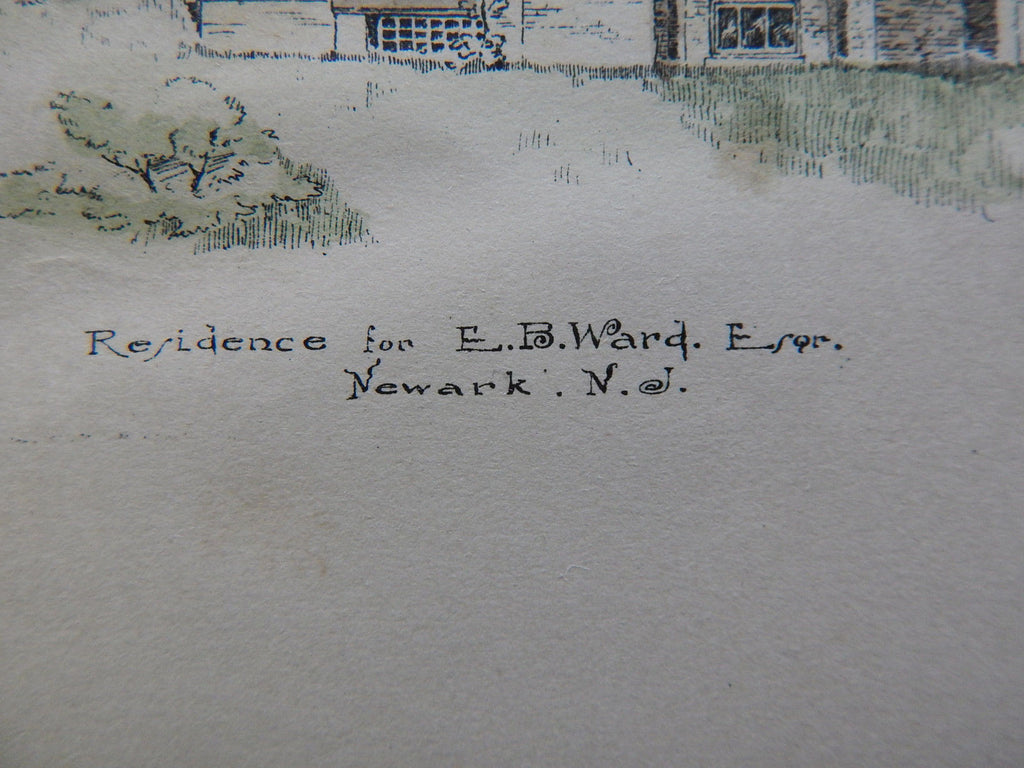 Residence for E.B.Ward. Esqr.
Newark. N.J.